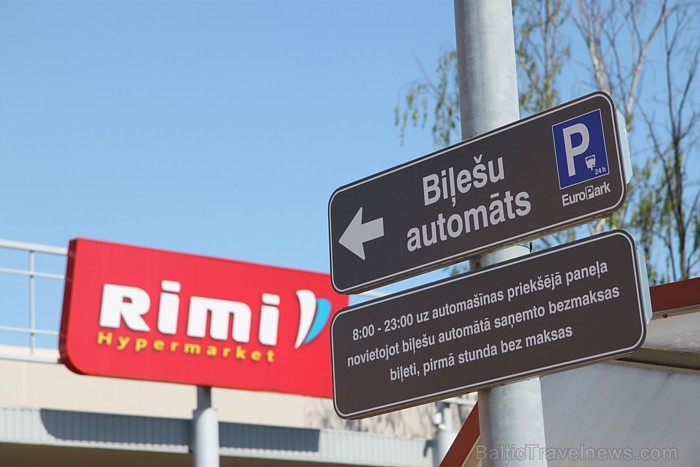 Rimi
Hypermarket
Biļešu
automāts
P
24 h
EuroPark
8:00 - 23:00 uz automašīnas priekšējā paneļa
novietojot biļešu automātā saņemto bezmaksas
biļeti, pirmā stunda bez maksas
BalticTravelnews.com